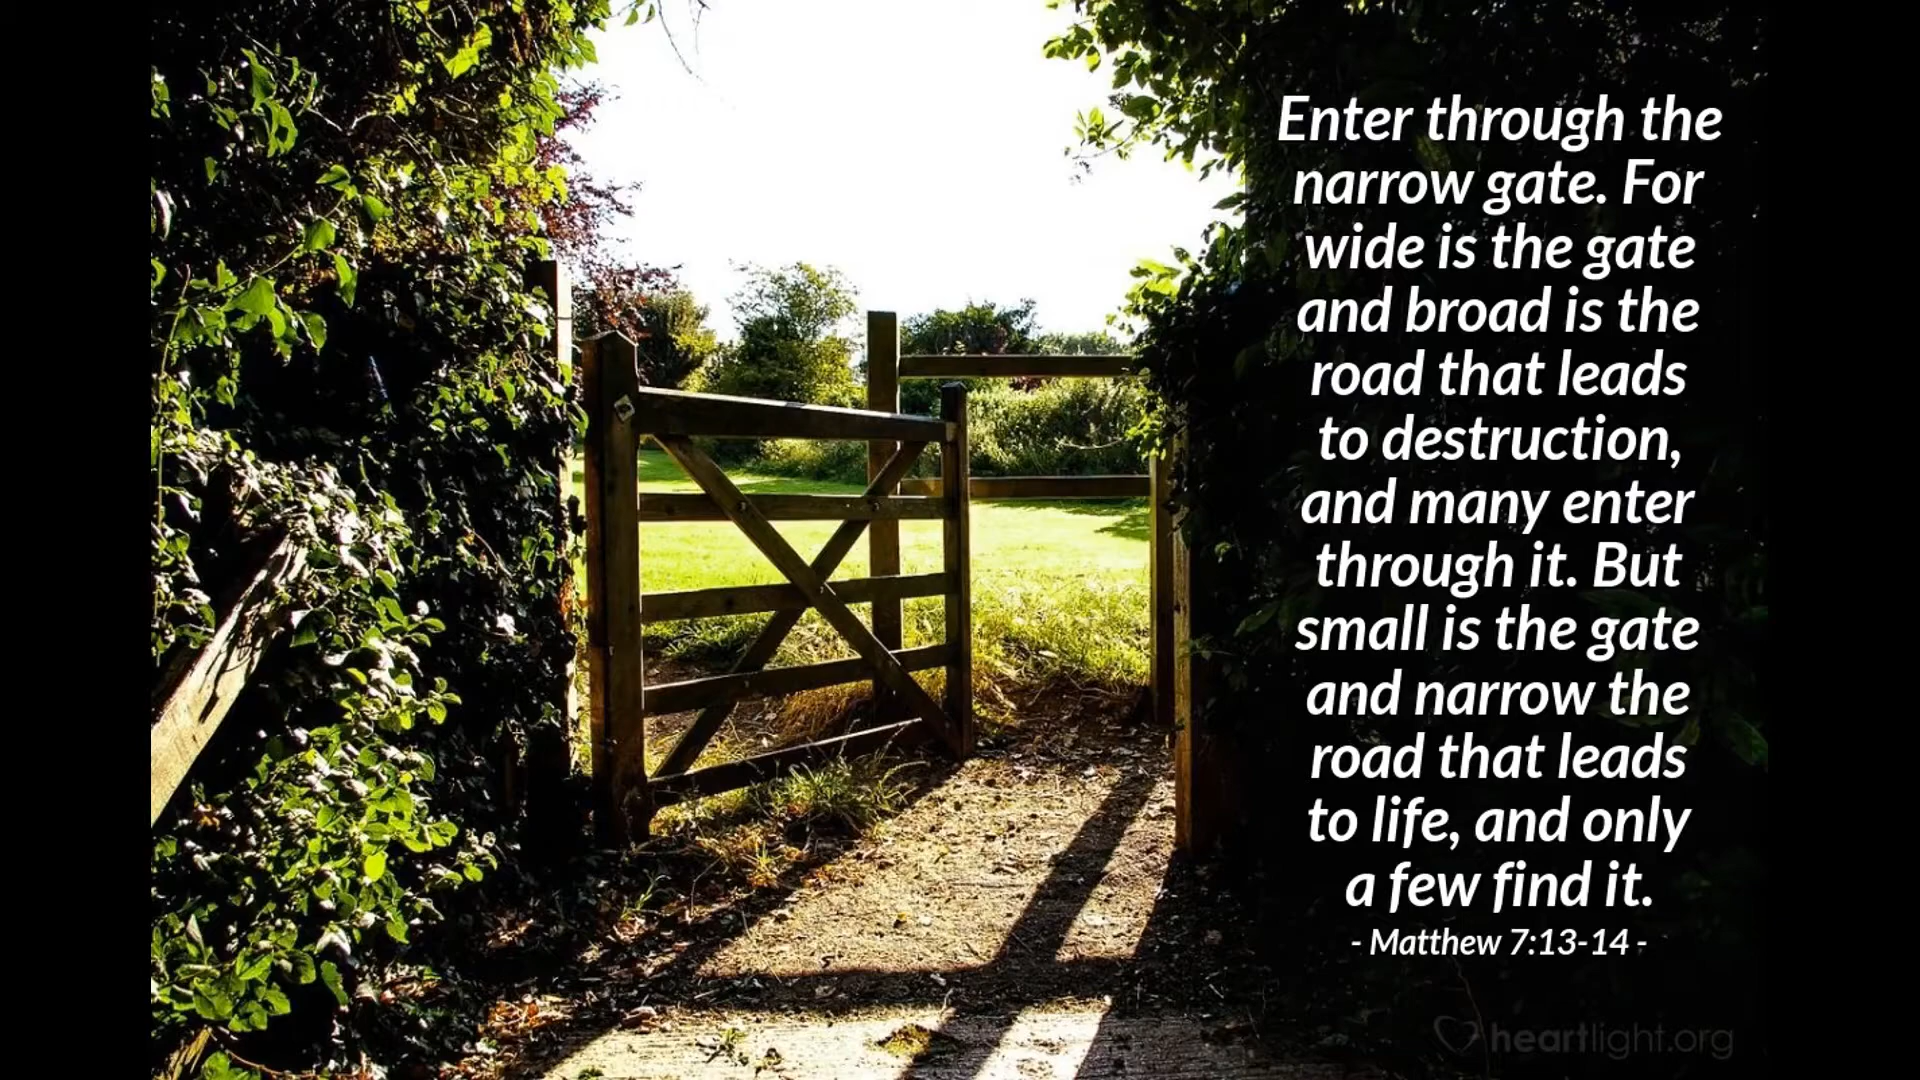 Enter through the
narrow gate. For
wide is the gate
and broad is the
road that leads
to destruction,
and many enter
through it. But
small is the gate
and narrow the
road that leads
to life, and only
a few find it.
- Matthew 7:13-14 -
heartlight.org